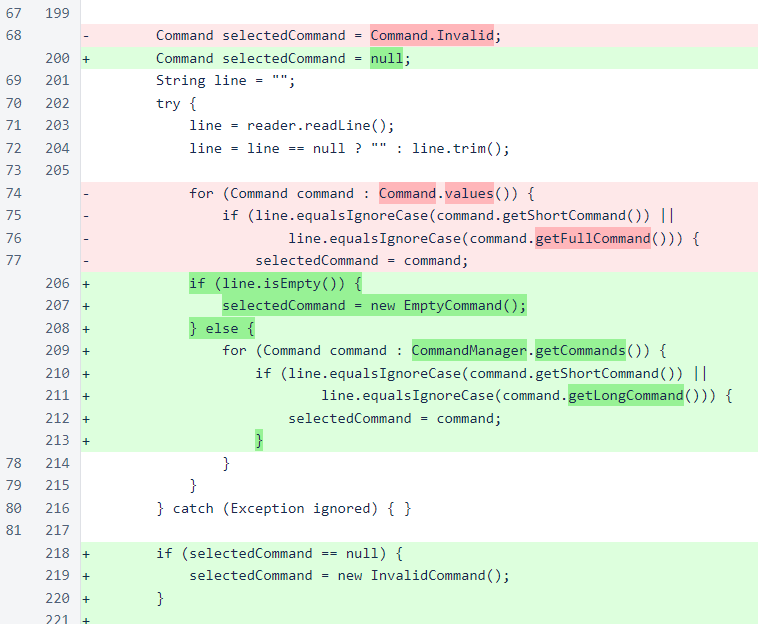 67 199
68 - Command selectedCommand = Command.Invalid;
200 + Command selectedCommand = null;
69 201 String line = "";
70 202 try {
71 203 line = reader.readLine();
72 204 line = line == null ? "" : line.trim();
73 205
74 - for (Command command : Command.values()) {
75 - if (line.equalsIgnoreCase(command.getShortCommand()) ||
76 - line.equalsIgnoreCase(command.getFullCommand())) {
77 - selectedCommand = command;
206 + if (line.isEmpty()) {
207 + selectedCommand = new EmptyCommand();
208 + } else {
209 + for (Command command : CommandManager.getCommands()) {
210 + if (line.equalsIgnoreCase(command.getShortCommand()) ||
211 + line.equalsIgnoreCase(command.getLongCommand())) {
212 + selectedCommand = command;
213 + }
78 214 }
79 215 }
80 216 } catch (Exception ignored) { }
81 217
218 + if (selectedCommand == null) {
219 + selectedCommand = new InvalidCommand();
220 + }
221 +